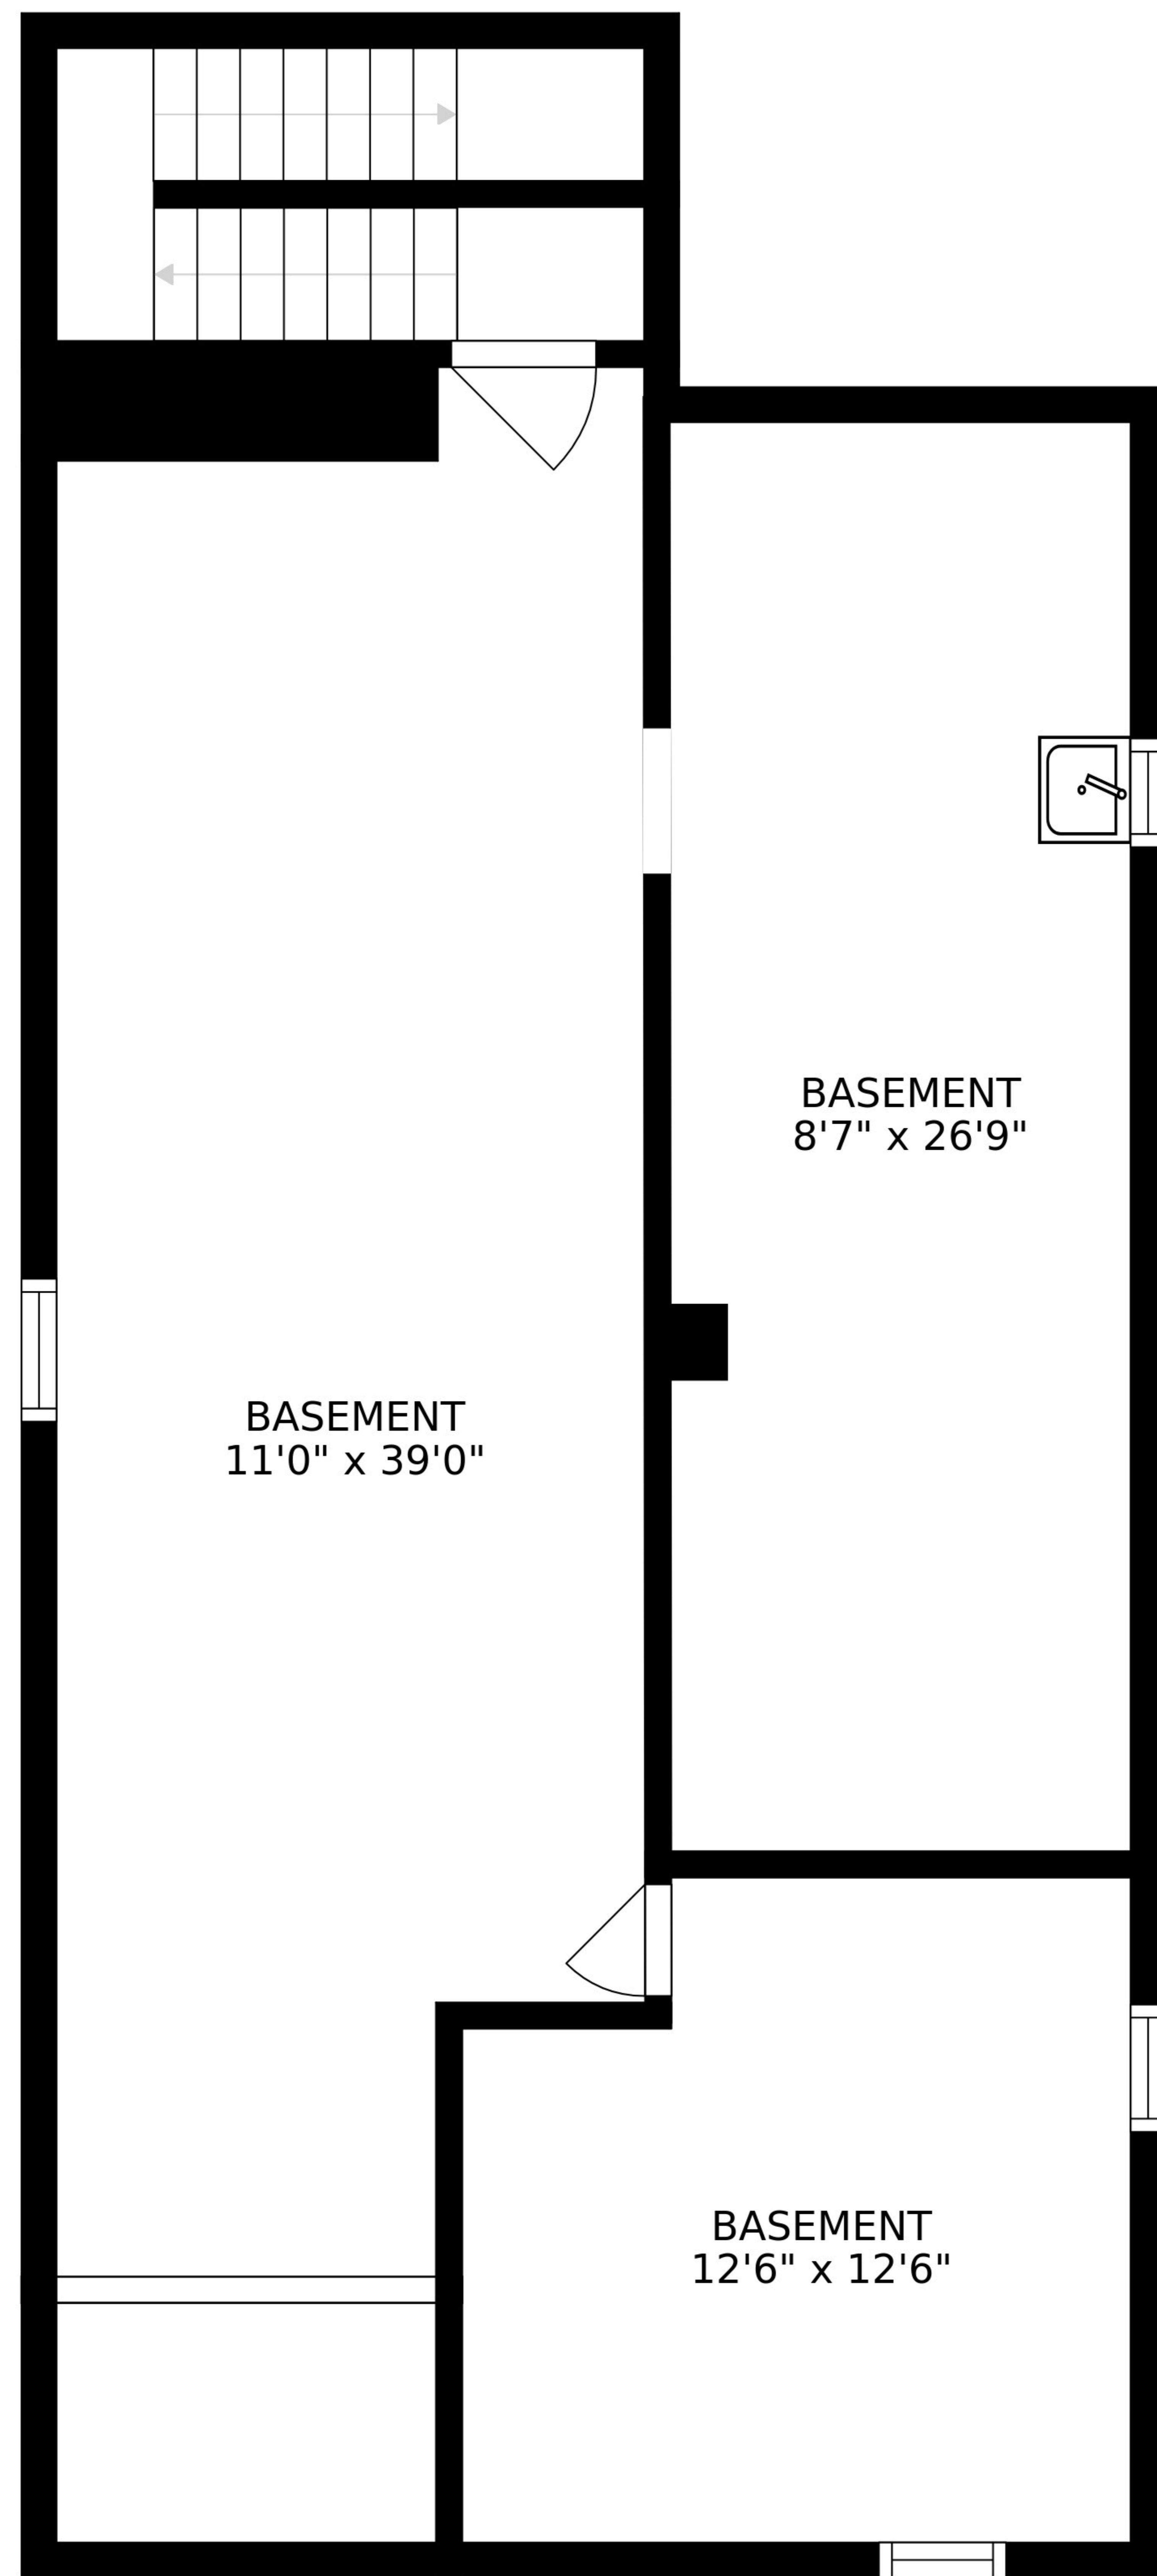 BASEMENT
8'7" x 26'9"
BASEMENT
11'0" x 39'0"
BASEMENT
12'6" x 12'6"